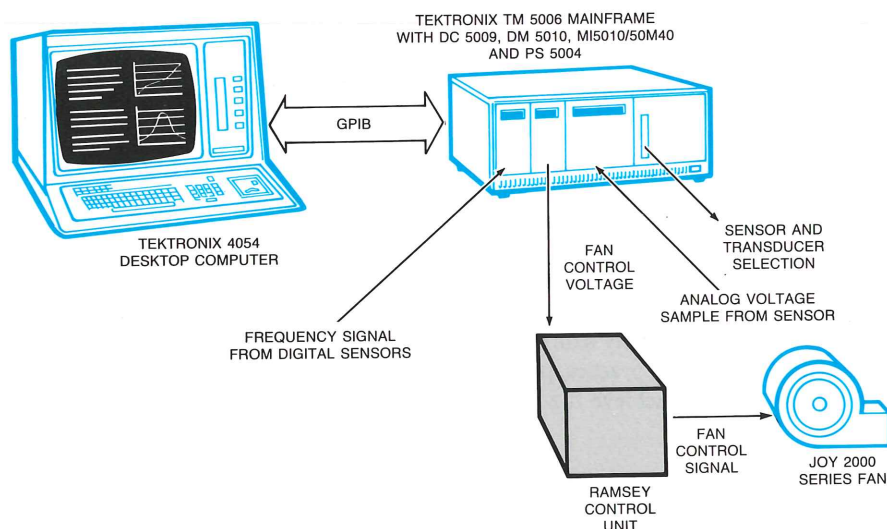 TEKTRONIX TM 5006 MAINFRAME
WITH DC 5009, DM 5010, MI5010/50M40
AND PS 5004
GPIB
TEKTRONIX 4054
DESKTOP COMPUTER
SENSOR AND
TRANSDUCER
SELECTION
FAN
CONTROL
VOLTAGE
ANALOG VOLTAGE
SAMPLE FROM SENSOR
FREQUENCY SIGNAL
FROM DIGITAL SENSORS
FAN
CONTROL
SIGNAL
JOY 2000
SERIES FAN
RAMSEY
CONTROL
UNIT